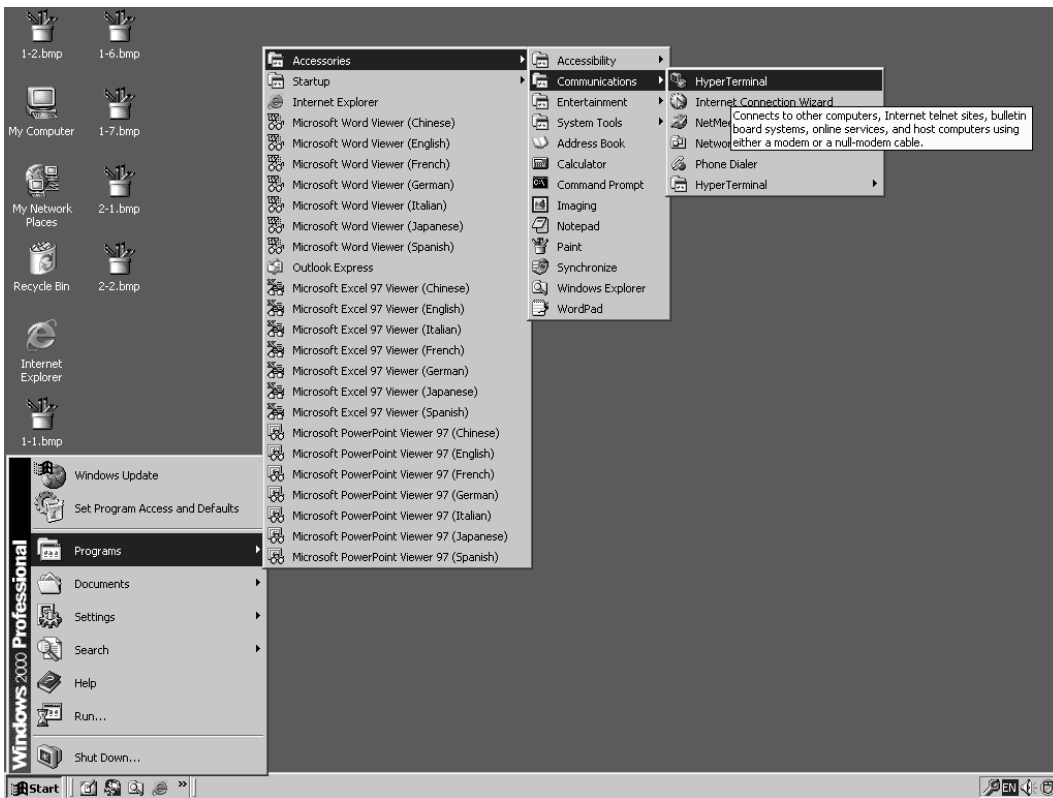 1-2.bmp
1-6.bmp
My Computer
1-7.bmp
My Network
Places
2-1.bmp
Recycle Bin
2-2.bmp
Internet
Explorer
1-1.bmp
Windows 2000 Professional
Windows Update
Set Program Access and Defaults
Programs
Documents
Settings
Search
Help
Run...
Shut Down...
Accessories
Startup
Internet Explorer
Microsoft Word Viewer (Chinese)
Microsoft Word Viewer (English)
Microsoft Word Viewer (French)
Microsoft Word Viewer (German)
Microsoft Word Viewer (Italian)
Microsoft Word Viewer (Japanese)
Microsoft Word Viewer (Spanish)
Outlook Express
Microsoft Excel 97 Viewer (Chinese)
Microsoft Excel 97 Viewer (English)
Microsoft Excel 97 Viewer (Italian)
Microsoft Excel 97 Viewer (French)
Microsoft Excel 97 Viewer (German)
Microsoft Excel 97 Viewer (Japanese)
Microsoft Excel 97 Viewer (Spanish)
Microsoft PowerPoint Viewer 97 (Chinese)
Microsoft PowerPoint Viewer 97 (English)
Microsoft PowerPoint Viewer 97 (French)
Microsoft PowerPoint Viewer 97 (German)
Microsoft PowerPoint Viewer 97 (Italian)
Microsoft PowerPoint Viewer 97 (Japanese)
Microsoft PowerPoint Viewer 97 (Spanish)
Accessibility
Communications
Entertainment
System Tools
Address Book
Calculator
Command Prompt
Imaging
Notepad
Paint
Synchronize
Windows Explorer
WordPad
HyperTerminal
Internet Connection Wizard
Connects to other computers, Internet telnet sites, bulletin
board systems, online services, and host computers using
either a modem or a null-modem cable.
Phone Dialer
HyperTerminal
Start
EN